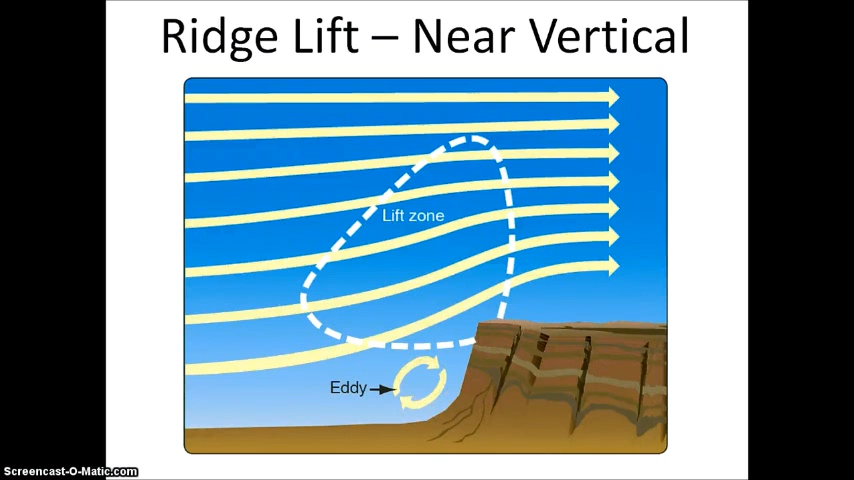 Ridge Lift – Near Vertical
Lift zone
Eddy
Screencast-O-Matic.com